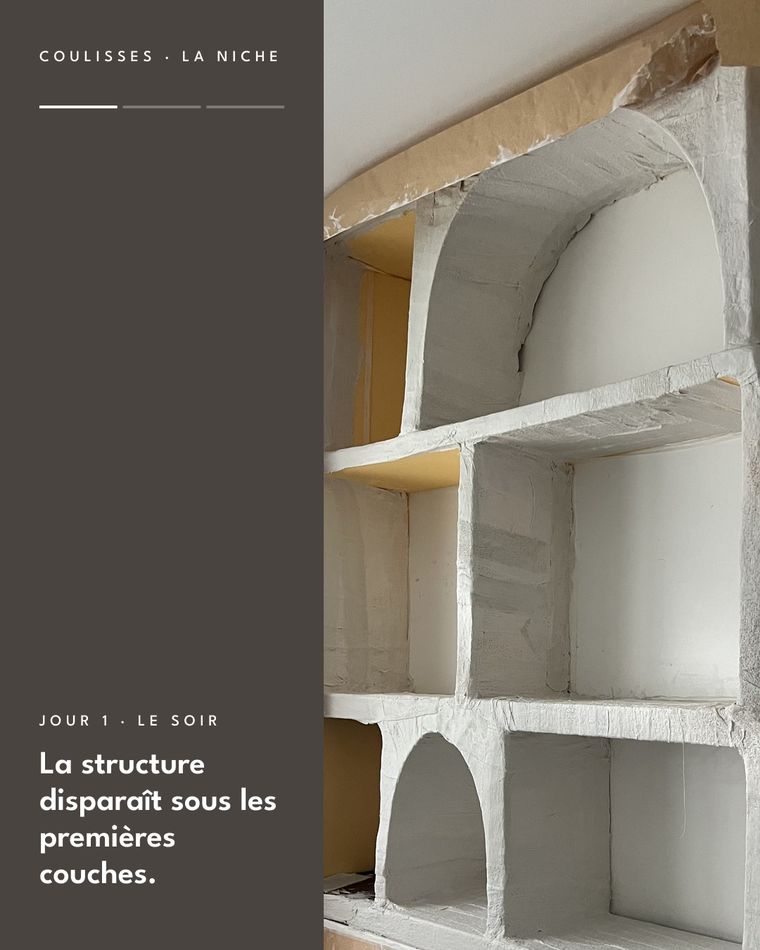 COULISSES · LA NICHE
JOUR 1 · LE SOIR
La structure
disparaît sous les
premières
couches.